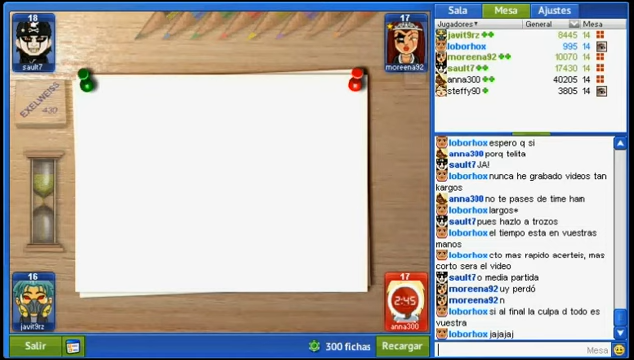 18
sault7
17
moreena92
EXELWEISS
430
16
javit9rz
17
2:45
anna300
Salir
300 fichas
Recargar
Sala
Mesa
Ajustes
Jugadores
General
Mesa
javit9rz 8445 14
loborhox 995 14
moreena92 10070 14
sault7 17430 14
anna300 40205 14
steffy90 3805 14
loborhox espero q si
anna300 porq telita
sault7 JA!
loborhox nunca he grabado videos tan
kargos
anna300 no te pases de time ham
loborhox largos*
sault7 pues hazlo a trozos
loborhox el tiempo esta en vuestras
manos
loborhox cto mas rapido acerteis, mas
corto sera el video
sault7 o media partida
moreena92 uy perdó
moreena92 n
loborhox si al final la culpa d todo es
vuestra
loborhox jajajaj
Mesa